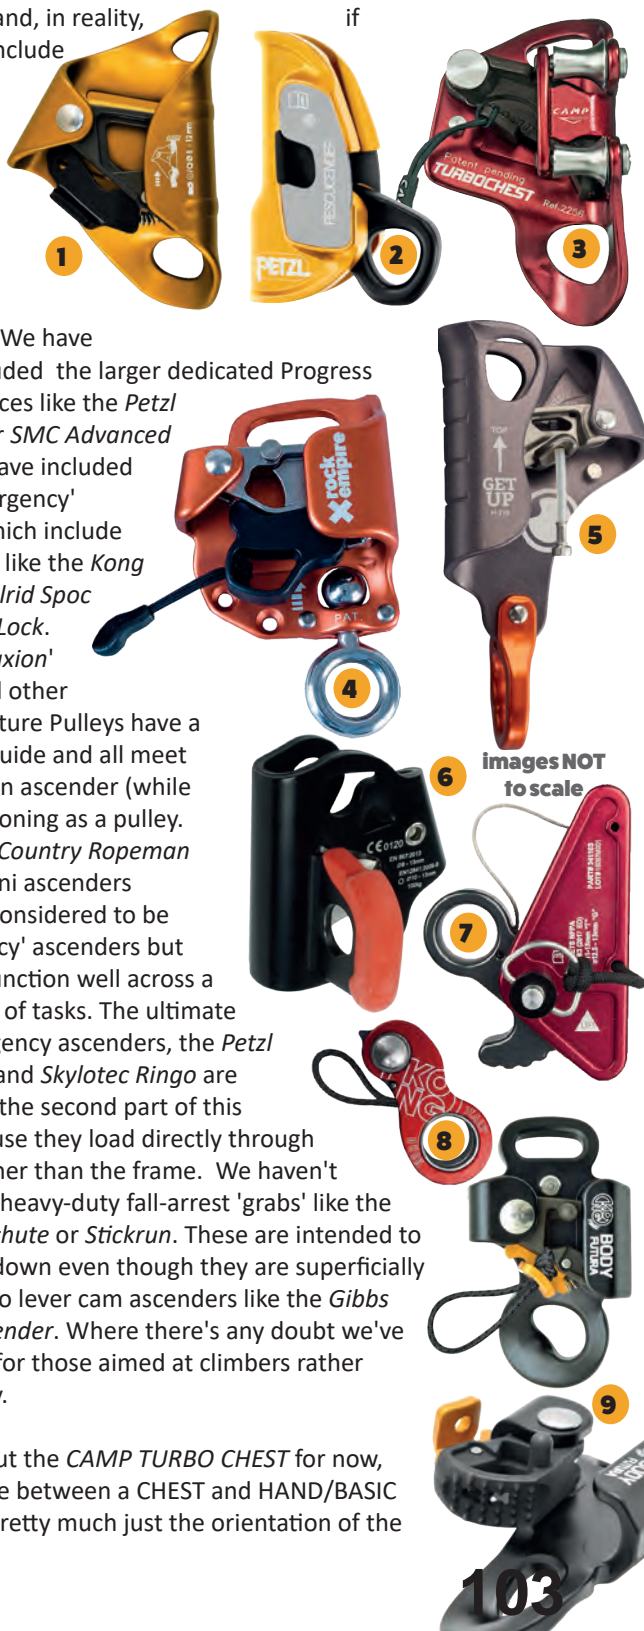 and, in reality, if
nclude
1
RESCUCENDER
PETZL
2
CAMP
Patent pending
TURBOCHEST
Ref.2256
3
We have
uded the larger dedicated Progress
ces like the Petzl
r SMC Advanced
ave included
rgency'
hich include
like the Kong
lrid Spoc
Lock.
uxion'
l other
ture Pulleys have a
uide and all meet
n ascender (while
oning as a pulley.
Country Ropeman
ni ascenders
onsidered to be
cy' ascenders but
unction well across a
of tasks. The ultimate
gency ascenders, the Petzl
and Skylotec Ringo are
the second part of this
use they load directly through
her than the frame. We haven't
heavy-duty fall-arrest 'grabs' like the
chute or Stickrun. These are intended to
down even though they are superficially
o lever cam ascenders like the Gibbs
ender. Where there's any doubt we've
for those aimed at climbers rather
y.
ut the CAMP TURBO CHEST for now,
e between a CHEST and HAND/BASIC
retty much just the orientation of the
rock
empire
PAT.
4
TOP
GET
UP
5
images NOT
to scale
6
CE0120
7
KONG
8
BODY
FUTURA
9
103